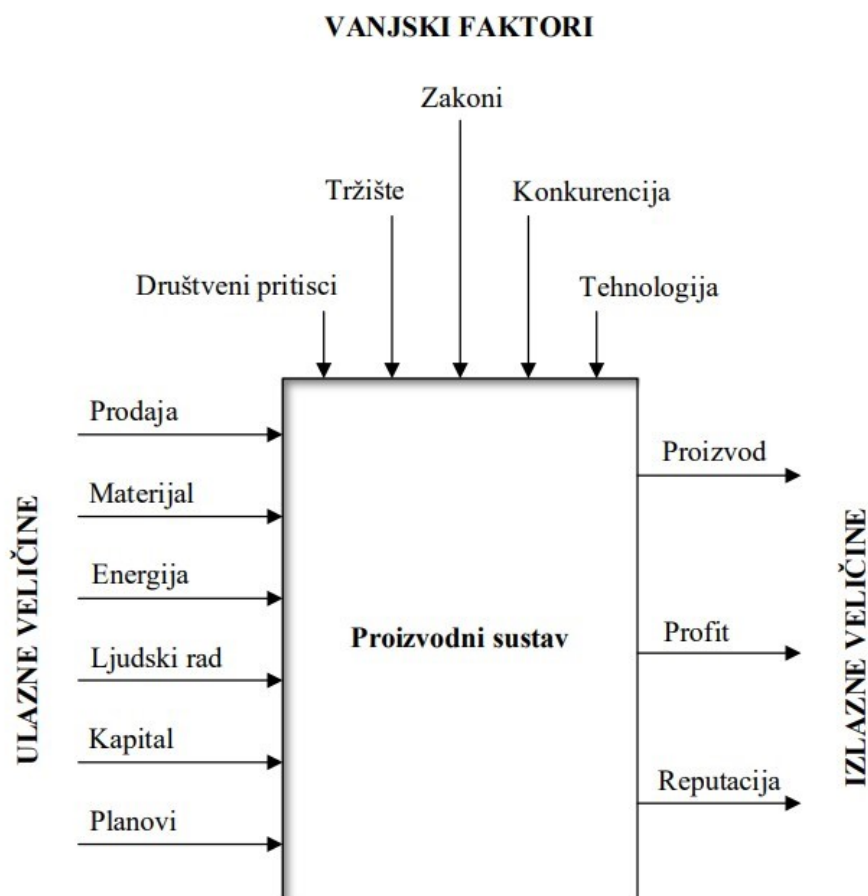 VANJSKI FAKTORI
Zakoni
Tržište
Konkurencija
Društveni pritisci
Tehnologija
ULAZNE VELIČINE
Prodaja
Materijal
Energija
Ljudski rad
Kapital
Planovi
Proizvodni sustav
Proizvod
Profit
Reputacija
IZLAZNE VELIČINE